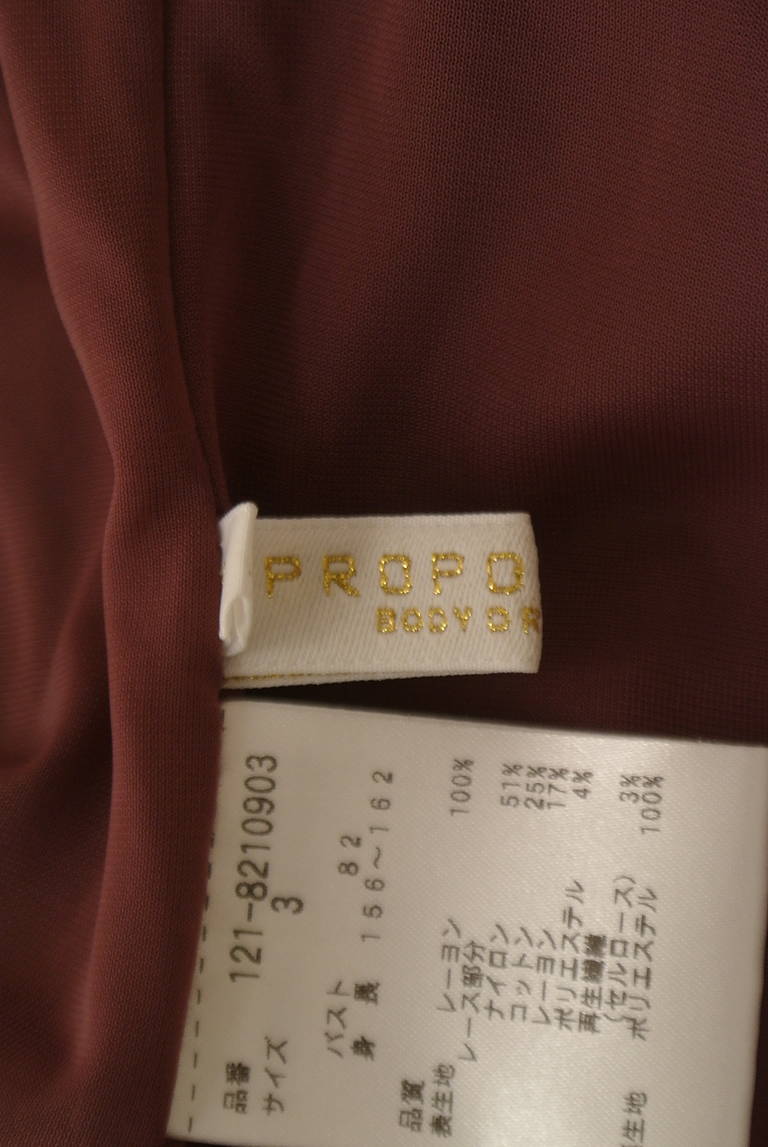 PROPO
BODY DR
品番 121-8210903
サイズ 3
バスト 82
身長 156~162
品質
表生地 レーヨン 100%
レース部分
ナイロン 51%
コットン 25%
レーヨン 17%
ポリエステル 4%
再生繊維
(セルロース) 3%
生地 ポリエステル 100%